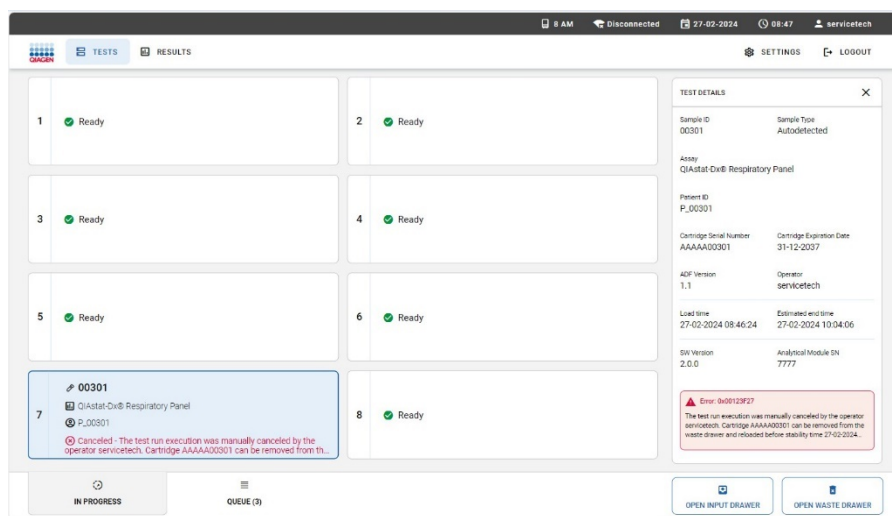 8 AM Disconnected 27-02-2024 08:47 servicetech
QIAGEN TESTS RESULTS SETTINGS LOGOUT
1 Ready
2 Ready
3 Ready
4 Ready
5 Ready
6 Ready
7
00301
QIAstat-Dx® Respiratory Panel
P_00301
Canceled - The test run execution was manually canceled by the
operator servicetech. Cartridge AAAAA00301 can be removed from th...
8 Ready
TEST DETAILS
Sample ID Sample Type
00301 Autodetected
Assay
QIAstat-Dx® Respiratory Panel
Patient ID
P_00301
Cartridge Serial Number Cartridge Expiration Date
AAAAA00301 31-12-2037
ADF Version Operator
1.1 servicetech
Load time Estimated end time
27-02-2024 08:46:24 27-02-2024 10:04:06
SW Version Analytical Module SN
2.0.0 7777
Error: 0x00123F27
The test run execution was manually canceled by the operator
servicetech. Cartridge AAAAA00301 can be removed from the
waste drawer and reloaded before stability time 27-02-2024...
IN PROGRESS QUEUE (3) OPEN INPUT DRAWER OPEN WASTE DRAWER